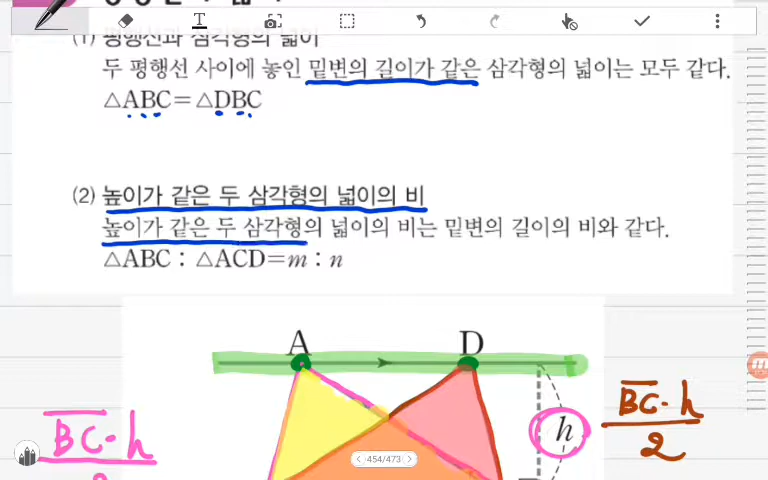 (1) 평행선과 삼각형의 넓이
두 평행선 사이에 놓인 밑변의 길이가 같은 삼각형의 넓이는 모두 같다.
△ABC=△DBC
(2) 높이가 같은 두 삼각형의 넓이의 비
높이가 같은 두 삼각형의 넓이의 비는 밑변의 길이의 비와 같다.
△ABC : △ACD=m : n
A D
h
BC·h
BC·h
2
454/473